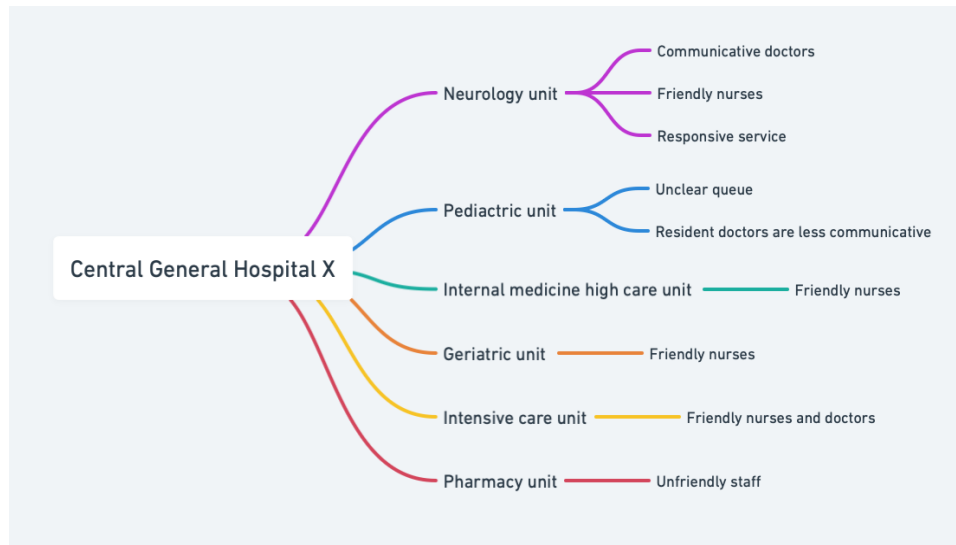 Central General Hospital X
Neurology unit
Communicative doctors
Friendly nurses
Responsive service
Pediactric unit
Unclear queue
Resident doctors are less communicative
Internal medicine high care unit
Friendly nurses
Geriatric unit
Friendly nurses
Intensive care unit
Friendly nurses and doctors
Pharmacy unit
Unfriendly staff